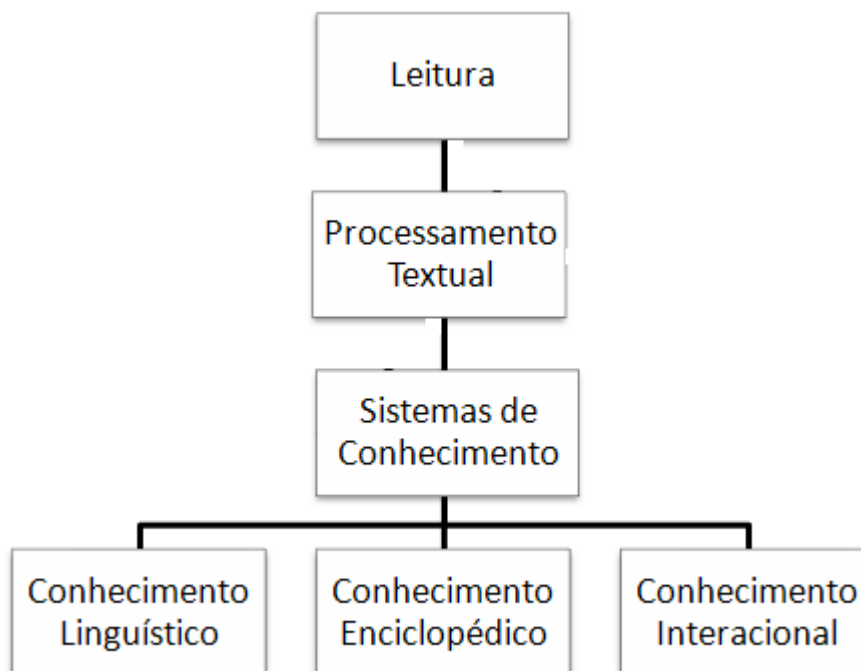 Leitura
Processamento
Textual
Sistemas de
Conhecimento
Conhecimento
Linguístico
Conhecimento
Enciclopédico
Conhecimento
Interacional